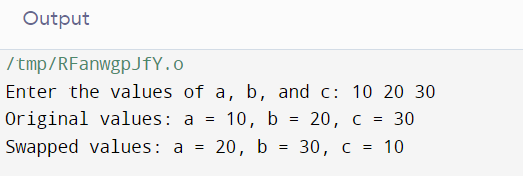 Output
/tmp/RFanwgpJfY.o
Enter the values of a, b, and c: 10 20 30
Original values: a = 10, b = 20, c = 30
Swapped values: a = 20, b = 30, c = 10